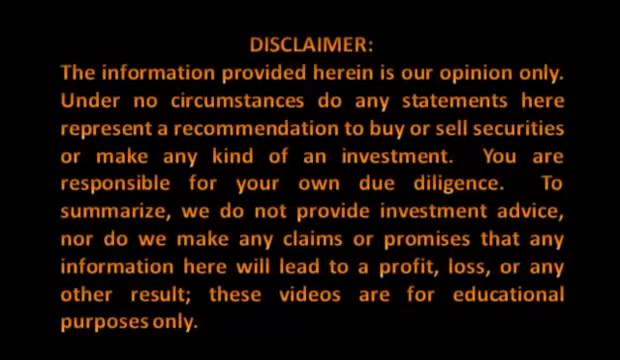 DISCLAIMER:
The information provided herein is our opinion only.
Under no circumstances do any statements here
represent a recommendation to buy or sell securities
or make any kind of an investment. You are
responsible for your own due diligence. To
summarize, we do not provide investment advice,
nor do we make any claims or promises that any
information here will lead to a profit, loss, or any
other result; these videos are for educational
purposes only.